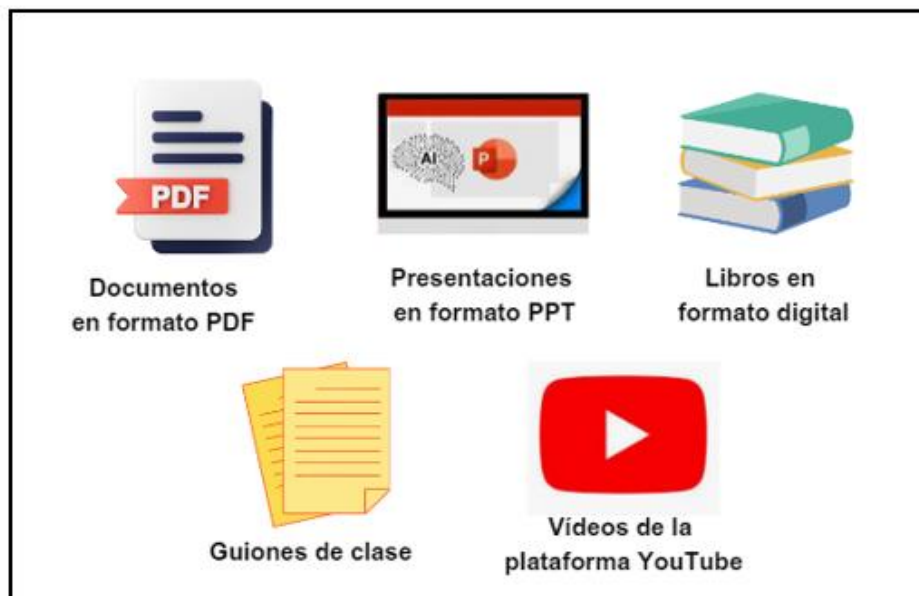 PDF
AI
P
Documentos
en formato PDF
Presentaciones
en formato PPT
Libros en
formato digital
Guiones de clase
Vídeos de la
plataforma YouTube